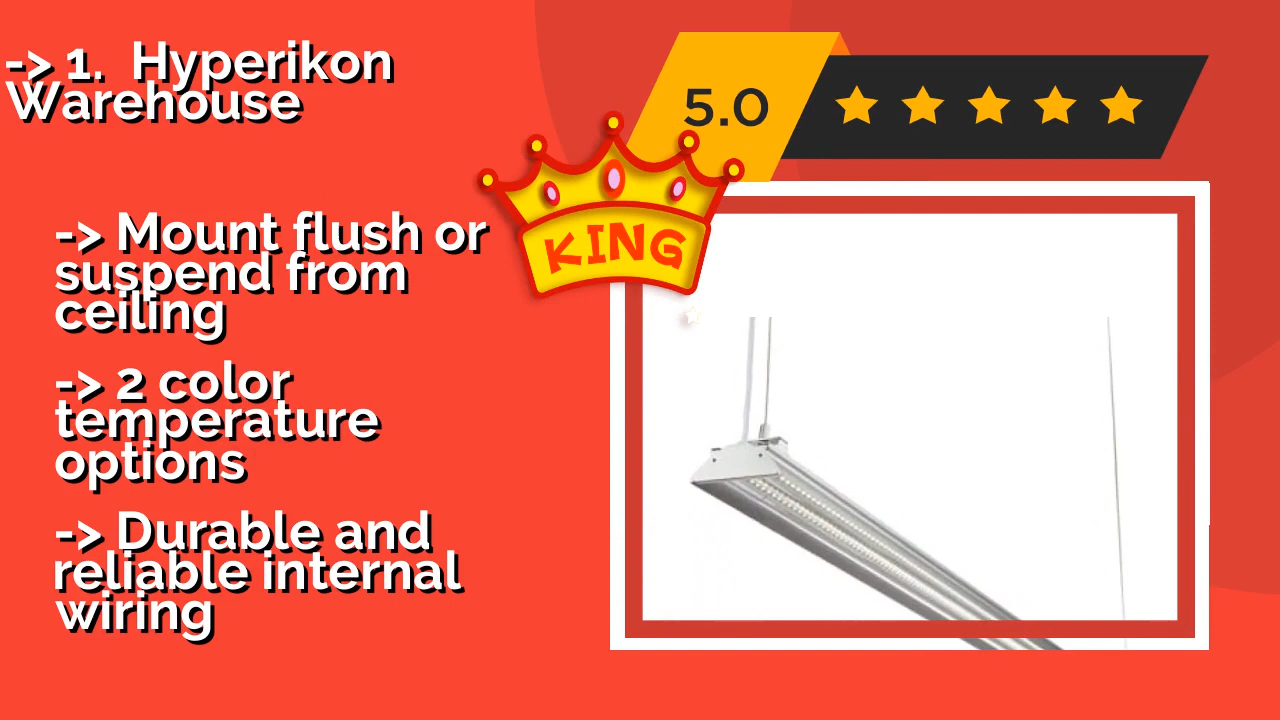 -> 1.  Hyperikon
Warehouse
5.0
KING
-> Mount flush or
suspend from
ceiling
-> 2 color
temperature
options
-> Durable and
reliable internal
wiring